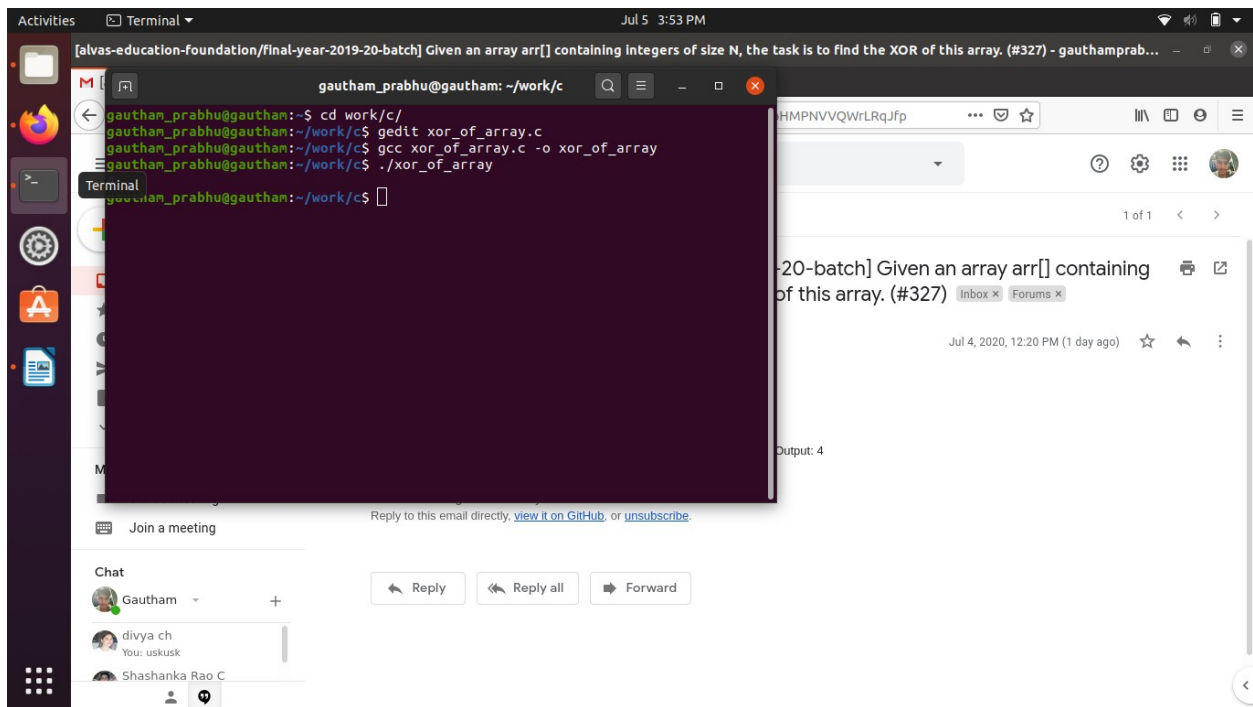 Activities Terminal Jul 5 3:53 PM
[alvas-education-foundation/final-year-2019-20-batch] Given an array arr[] containing integers of size N, the task is to find the XOR of this array. (#327) - gauthamprab...
M [
gautham_prabhu@gautham: ~/work/c
gautham_prabhu@gautham:~$ cd work/c/
gautham_prabhu@gautham:~/work/c$ gedit xor_of_array.c
gautham_prabhu@gautham:~/work/c$ gcc xor_of_array.c -o xor_of_array
gautham_prabhu@gautham:~/work/c$ ./xor_of_array
Terminal
gautham_prabhu@gautham:~/work/c$
HMPNVVQWrLRqJfp
1 of 1
-20-batch] Given an array arr[] containing
of this array. (#327) Inbox × Forums ×
Jul 4, 2020, 12:20 PM (1 day ago)
Output: 4
M
Reply to this email directly, view it on GitHub, or unsubscribe.
Join a meeting
Chat
Reply Reply all Forward
Gautham
divya ch
You: uskusk
Shashanka Rao C